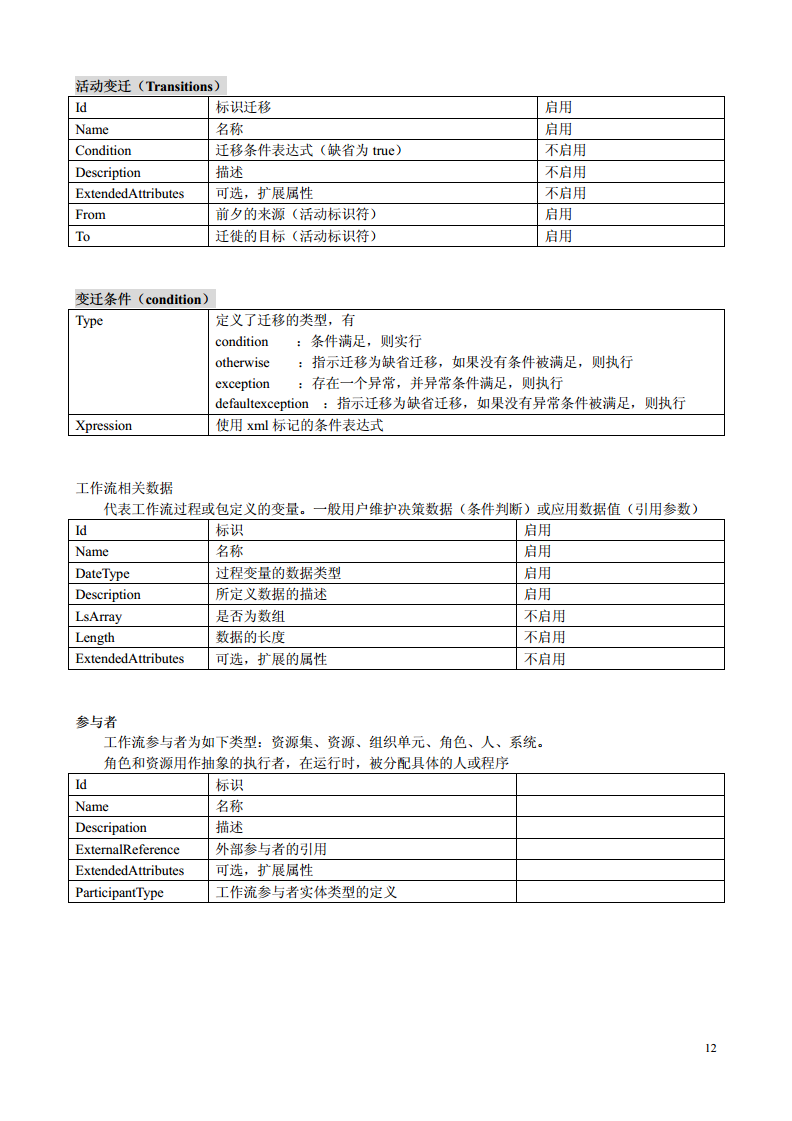 活动变迁（Transitions）
Id 标识迁移 启用
Name 名称 启用
Condition 迁移条件表达式（缺省为 true） 不启用
Description 描述 不启用
ExtendedAttributes 可选，扩展属性 不启用
From 前夕的来源（活动标识符） 启用
To 迁徙的目标（活动标识符） 启用
变迁条件（condition）
Type 定义了迁移的类型，有
condition ：条件满足，则实行
otherwise ：指示迁移为缺省迁移，如果没有条件被满足，则执行
exception ：存在一个异常，并异常条件满足，则执行
defaultexception ：指示迁移为缺省迁移，如果没有异常条件被满足，则执行
Xpression 使用 xml 标记的条件表达式
工作流相关数据
代表工作流过程或包定义的变量。一般用户维护决策数据（条件判断）或应用数据值（引用参数）
Id 标识 启用
Name 名称 启用
DateType 过程变量的数据类型 启用
Description 所定义数据的描述 启用
LsArray 是否为数组 不启用
Length 数据的长度 不启用
ExtendedAttributes 可选，扩展的属性 不启用
参与者
工作流参与者为如下类型：资源集、资源、组织单元、角色、人、系统。
角色和资源用作抽象的执行者，在运行时，被分配具体的人或程序
Id 标识
Name 名称
Descripation 描述
ExternalReference 外部参与者的引用
ExtendedAttributes 可选，扩展属性
ParticipantType 工作流参与者实体类型的定义
12